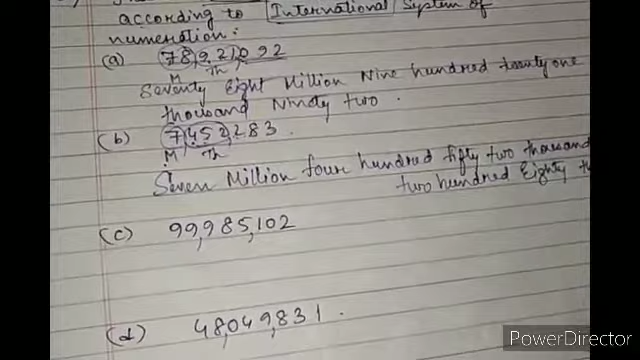 according to International System of
numeration:
(a) 78,921,092
M Th
Seventy Eight Million Nine hundred twenty one
thousand Ninety two.
(b) 7,452,283.
M Th
Seven Million four hundred fifty two thousand
two hundred Eighty
(c) 99,985,102
(d) 48,049,831.
PowerDirector